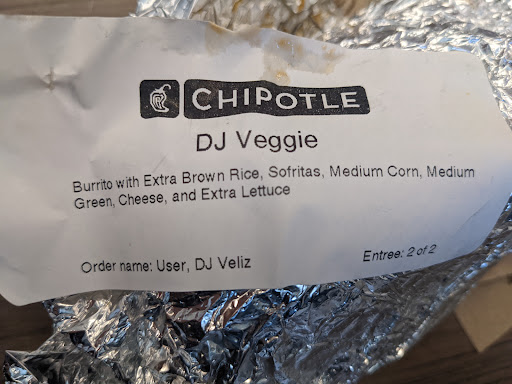 CHIPOTLE
DJ Veggie
Burrito with Extra Brown Rice, Sofritas, Medium Corn, Medium
Green, Cheese, and Extra Lettuce
Order name: User, DJ Veliz
Entree: 2 of 2